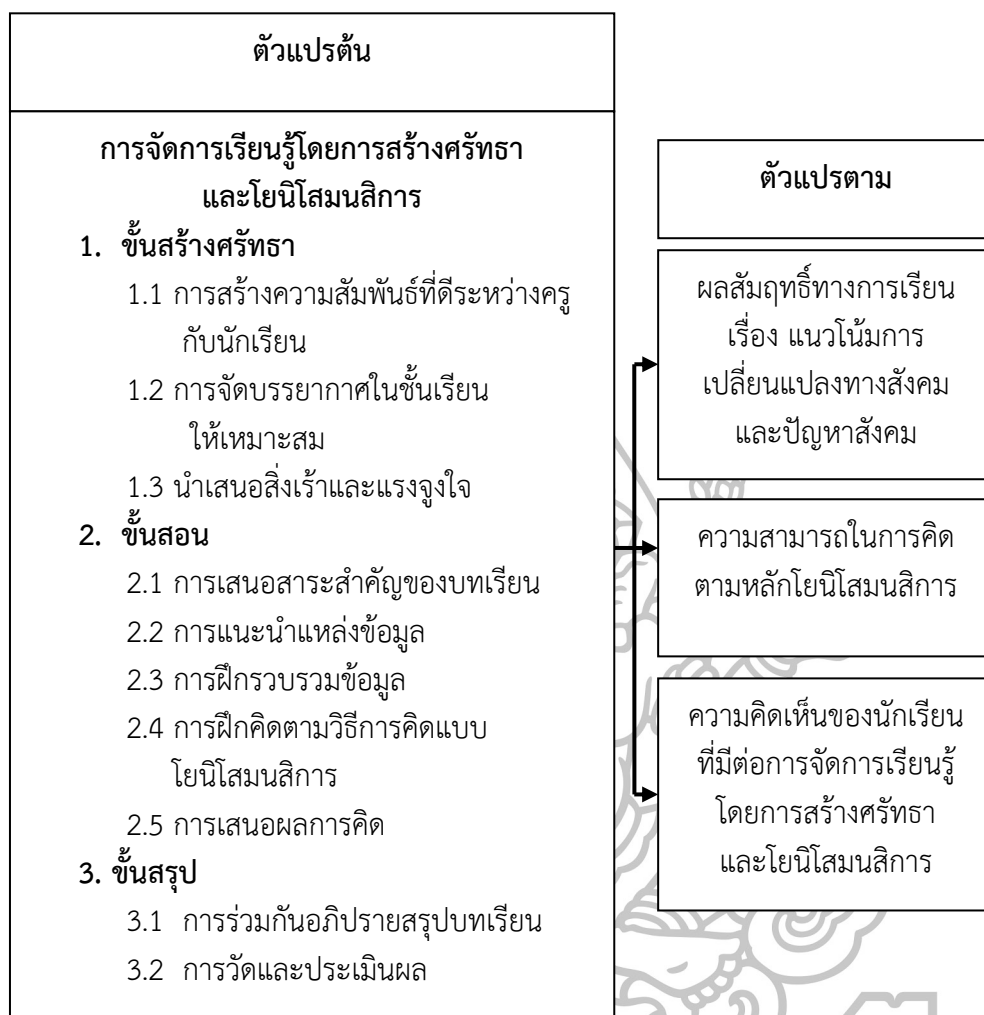 ตัวแปรต้น
การจัดการเรียนรู้โดยการสร้างศรัทธา
และโยนิโสมนสิการ
1. ขั้นสร้างศรัทธา
1.1 การสร้างความสัมพันธ์ที่ดีระหว่างครู
กับนักเรียน
1.2 การจัดบรรยากาศในชั้นเรียน
ให้เหมาะสม
1.3 นำเสนอสิ่งเร้าและแรงจูงใจ
2. ขั้นสอน
2.1 การเสนอสาระสำคัญของบทเรียน
2.2 การแนะนำแหล่งข้อมูล
2.3 การฝึกรวบรวมข้อมูล
2.4 การฝึกคิดตามวิธีการคิดแบบ
โยนิโสมนสิการ
2.5 การเสนอผลการคิด
3. ขั้นสรุป
3.1 การร่วมกันอภิปรายสรุปบทเรียน
3.2 การวัดและประเมินผล
ตัวแปรตาม
ผลสัมฤทธิ์ทางการเรียน
เรื่อง แนวโน้มการ
เปลี่ยนแปลงทางสังคม
และปัญหาสังคม
ความสามารถในการคิด
ตามหลักโยนิโสมนสิการ
ความคิดเห็นของนักเรียน
ที่มีต่อการจัดการเรียนรู้
โดยการสร้างศรัทธา
และโยนิโสมนสิการ